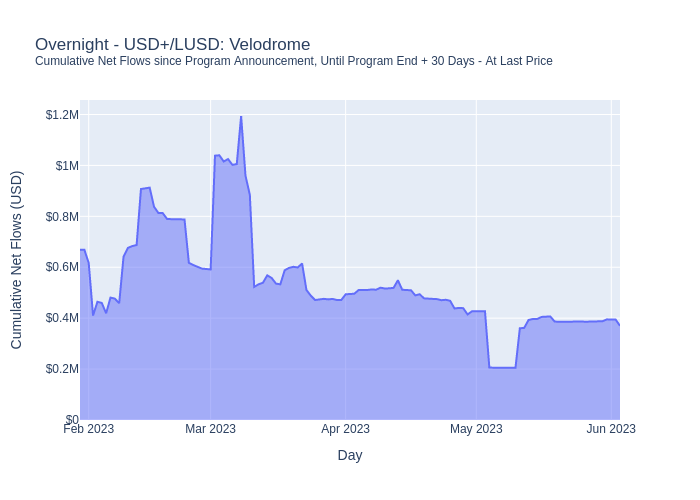 Overnight - USD+/LUSD: Velodrome
Cumulative Net Flows since Program Announcement, Until Program End + 30 Days - At Last Price
Cumulative Net Flows (USD)
$1.2M
$1M
$0.8M
$0.6M
$0.4M
$0.2M
$0
Feb 2023
Mar 2023
Apr 2023
May 2023
Jun 2023
Day